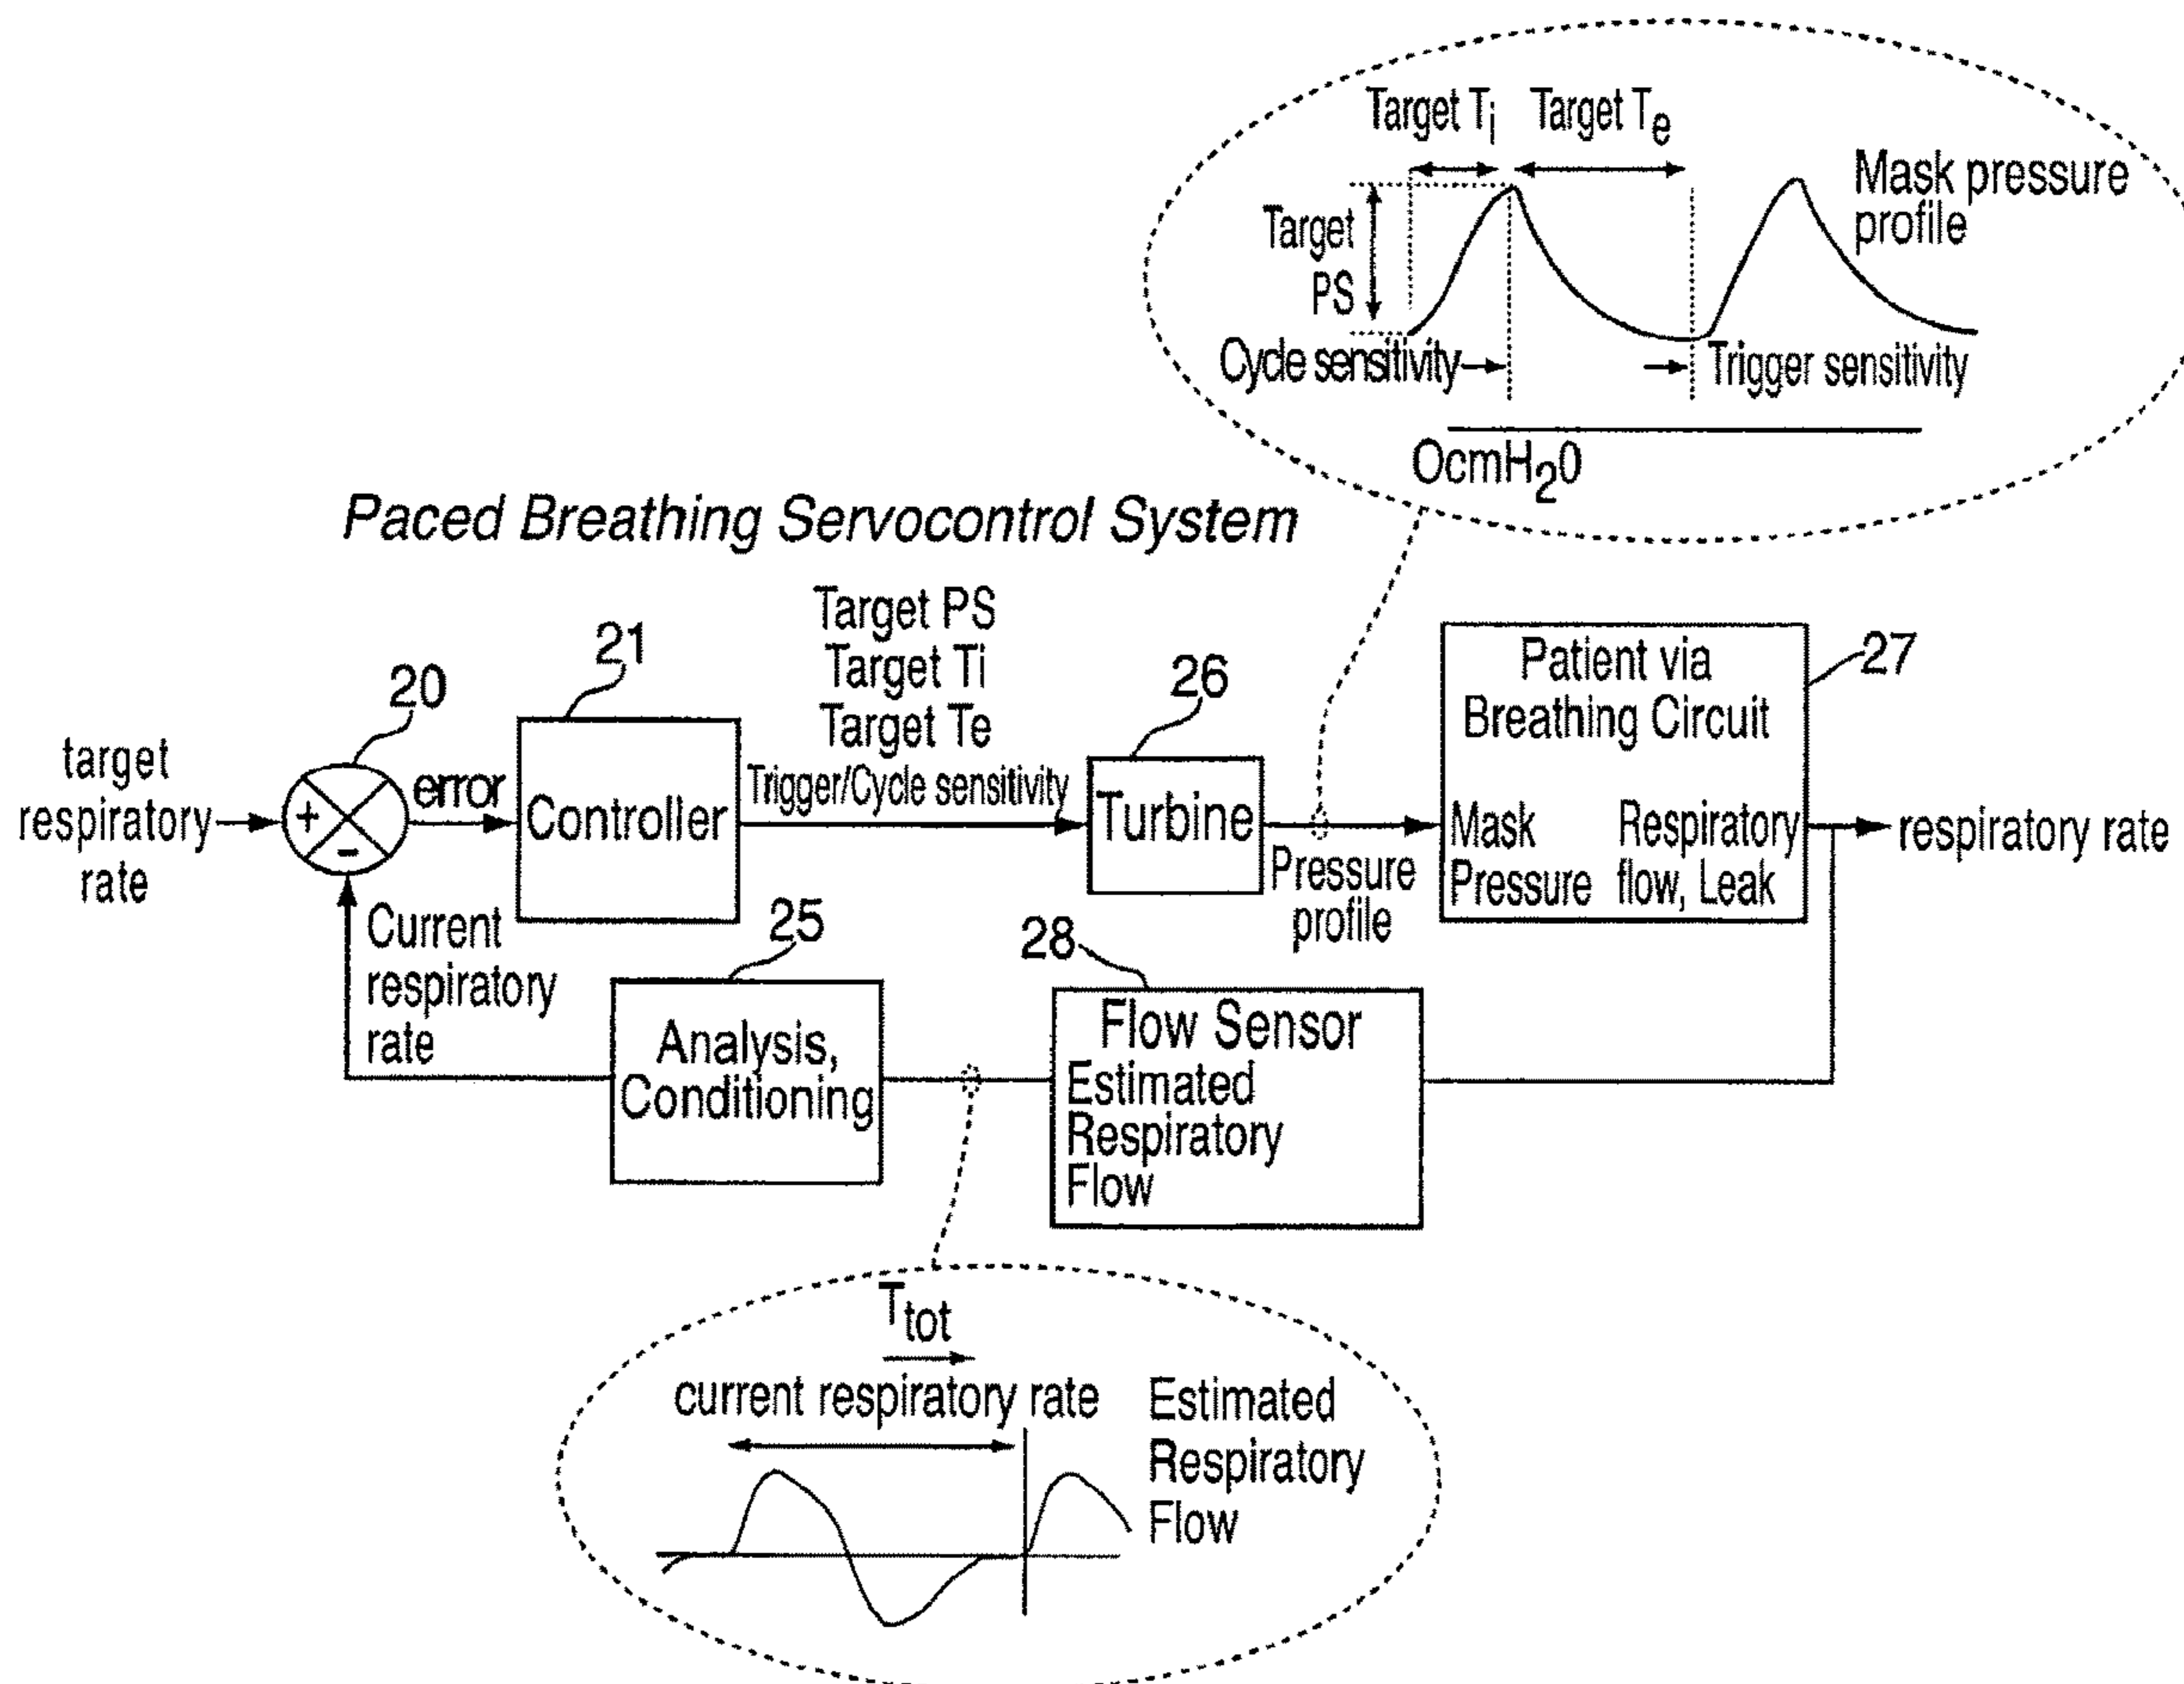 Target Ti Target Te
Mask pressure
profile
Target
PS
Cycle sensitivity
Trigger sensitivity
OcmH20
Paced Breathing Servocontrol System
Target PS
Target Ti
Target Te
Trigger/Cycle sensitivity
20
21
26
27
target
respiratory
rate
+
-
error
Controller
Turbine
Pressure
profile
Patient via
Breathing Circuit
Mask
Pressure
Respiratory
flow, Leak
respiratory rate
Current
respiratory
rate
25
Analysis,
Conditioning
28
Flow Sensor
Estimated
Respiratory
Flow
Ttot
current respiratory rate
Estimated
Respiratory
Flow